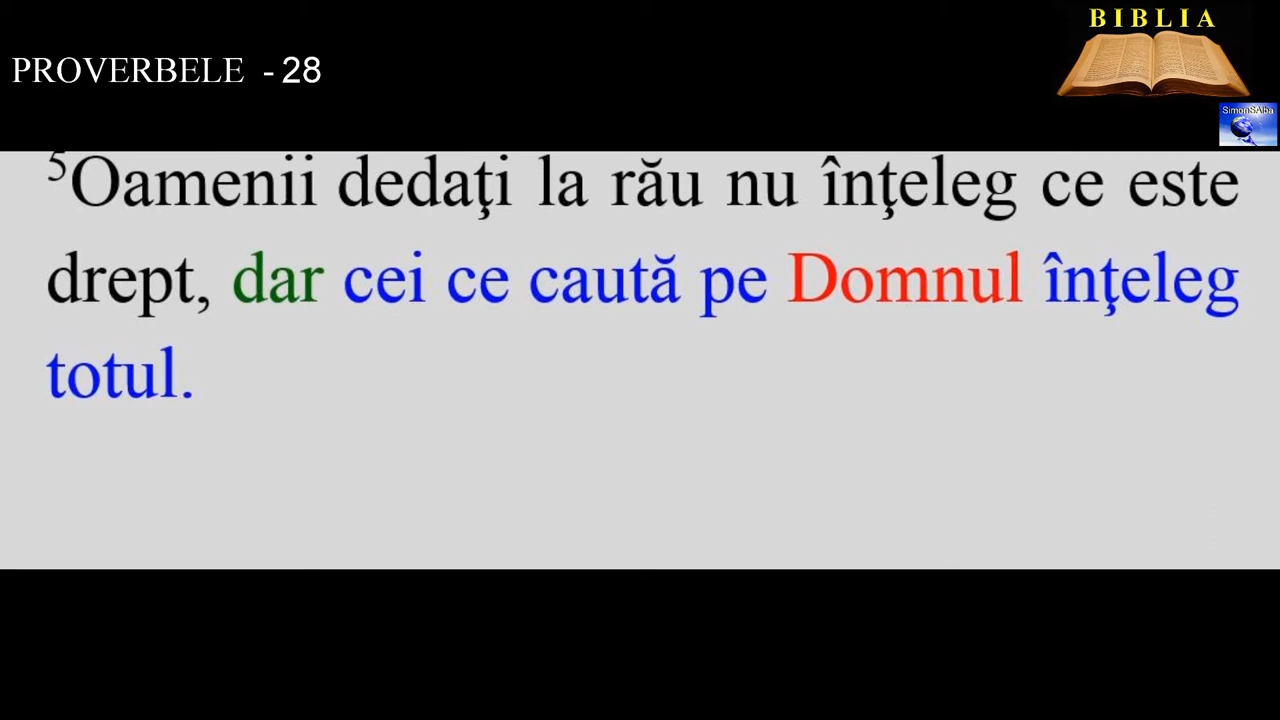 BIBLIA
PROVERBELE - 28
SimonSAlba
5Oamenii dedaţi la rău nu înţeleg ce este
drept, dar cei ce caută pe Domnul înţeleg
totul.